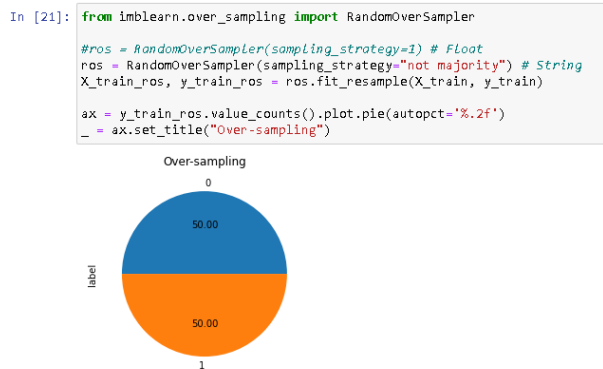 In [21]:
from imblearn.over_sampling import RandomOverSampler
#ros = RandomOverSampler(sampling_strategy=1) # Float
ros = RandomOverSampler(sampling_strategy="not majority") # String
X_train_ros, y_train_ros = ros.fit_resample(X_train, y_train)
ax = y_train_ros.value_counts().plot.pie(autopct='%.2f')
_ = ax.set_title("Over-sampling")
Over-sampling
0
50.00
label
50.00
1